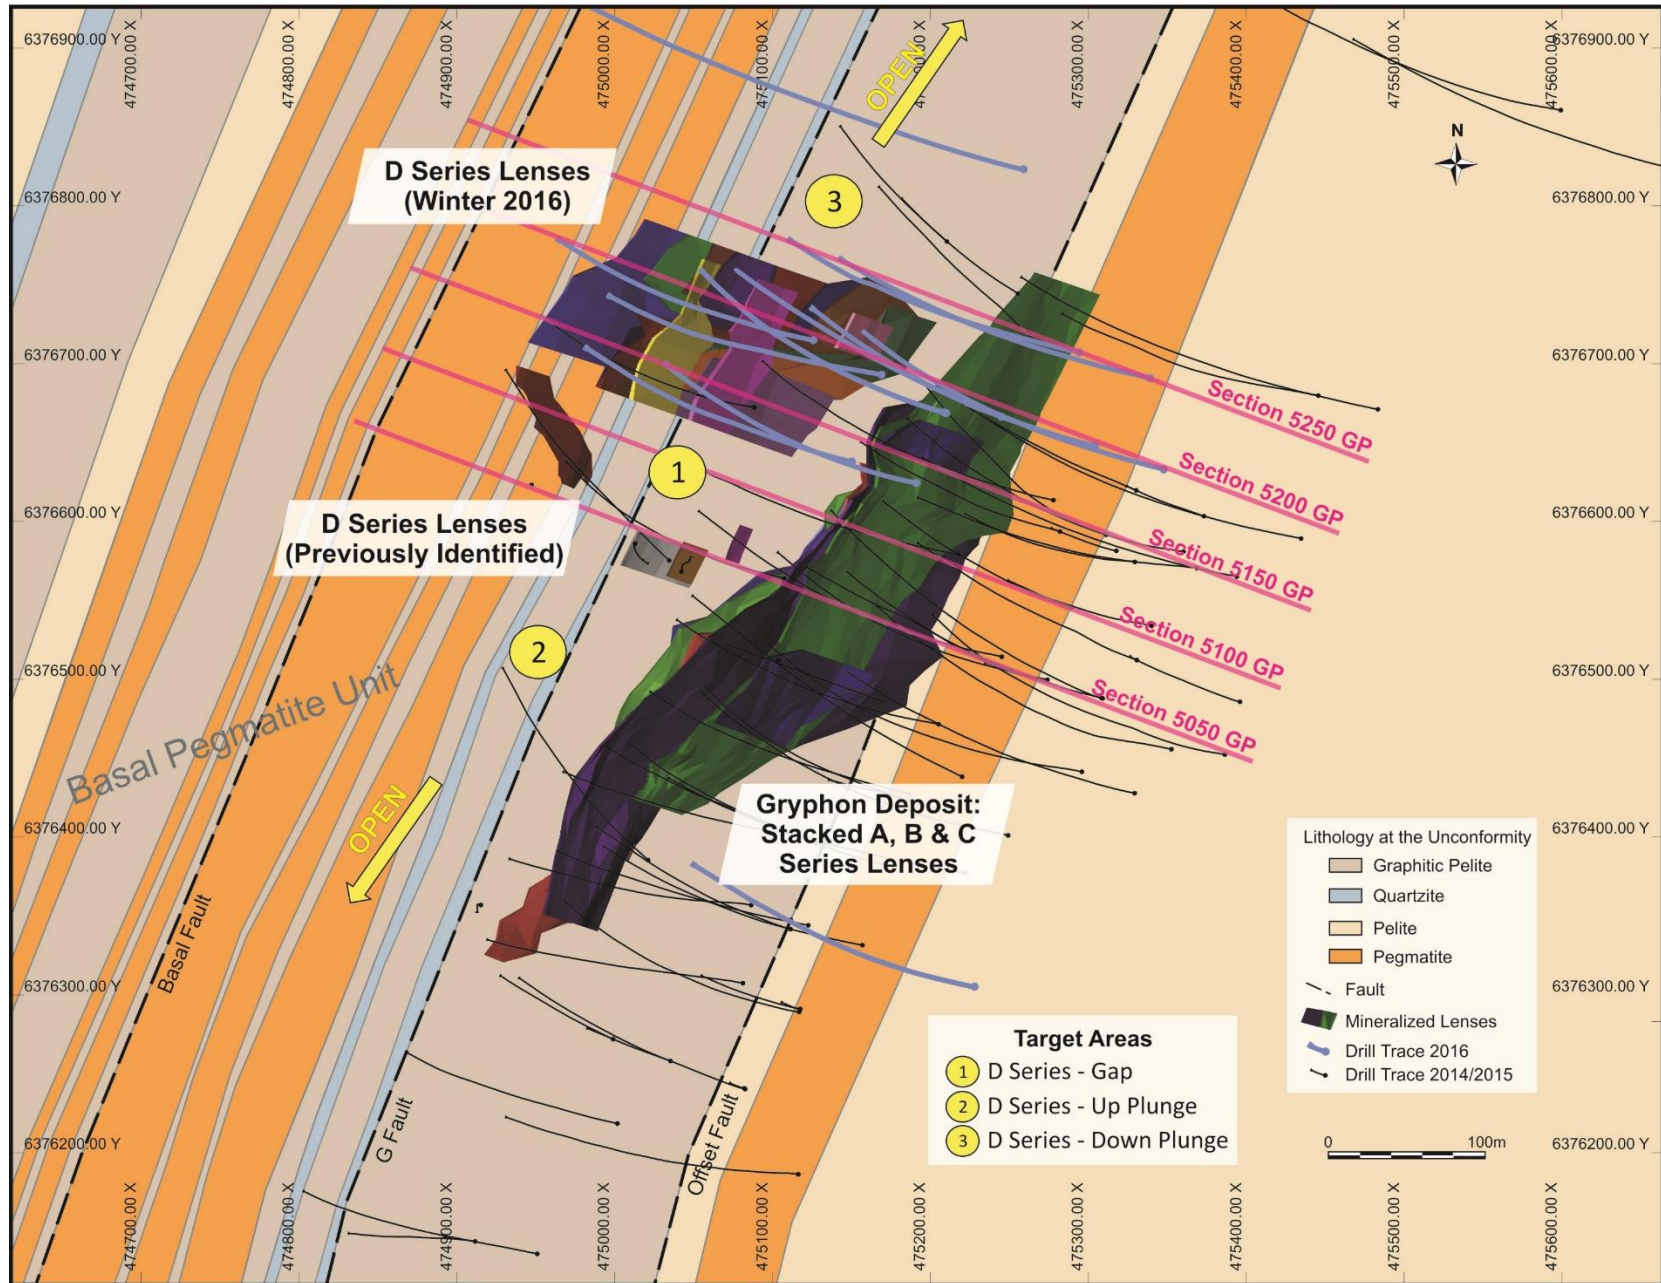 474700.00 X
474800.00 X
474900.00 X
475000.00 X
475100.00 X
475200.00 X
475300.00 X
475400.00 X
475500.00 X
475600.00 X
6376900.00 Y
6376900.00 Y
OPEN
N
D Series Lenses
(Winter 2016)
3
6376800.00 Y
6376800.00 Y
6376700.00 Y
6376700.00 Y
Section 5250 GP
1
Section 5200 GP
D Series Lenses
(Previously Identified)
6376600.00 Y
6376600.00 Y
Section 5150 GP
2
Section 5100 GP
6376500.00 Y
6376500.00 Y
Section 5050 GP
Basal Pegmatite Unit
OPEN
Gryphon Deposit:
Stacked A, B & C
Series Lenses
6376400.00 Y
6376400.00 Y
Lithology at the Unconformity
Graphitic Pelite
Quartzite
Pelite
Pegmatite
Fault
Mineralized Lenses
Drill Trace 2016
Drill Trace 2014/2015
Basal Fault
6376300.00 Y
6376300.00 Y
Target Areas
1 D Series - Gap
2 D Series - Up Plunge
3 D Series - Down Plunge
G Fault
Offset Fault
6376200.00 Y
6376200.00 Y
0 100m
474700.00 X
474800.00 X
474900.00 X
475000.00 X
475100.00 X
475200.00 X
475300.00 X
475400.00 X
475500.00 X
475600.00 X